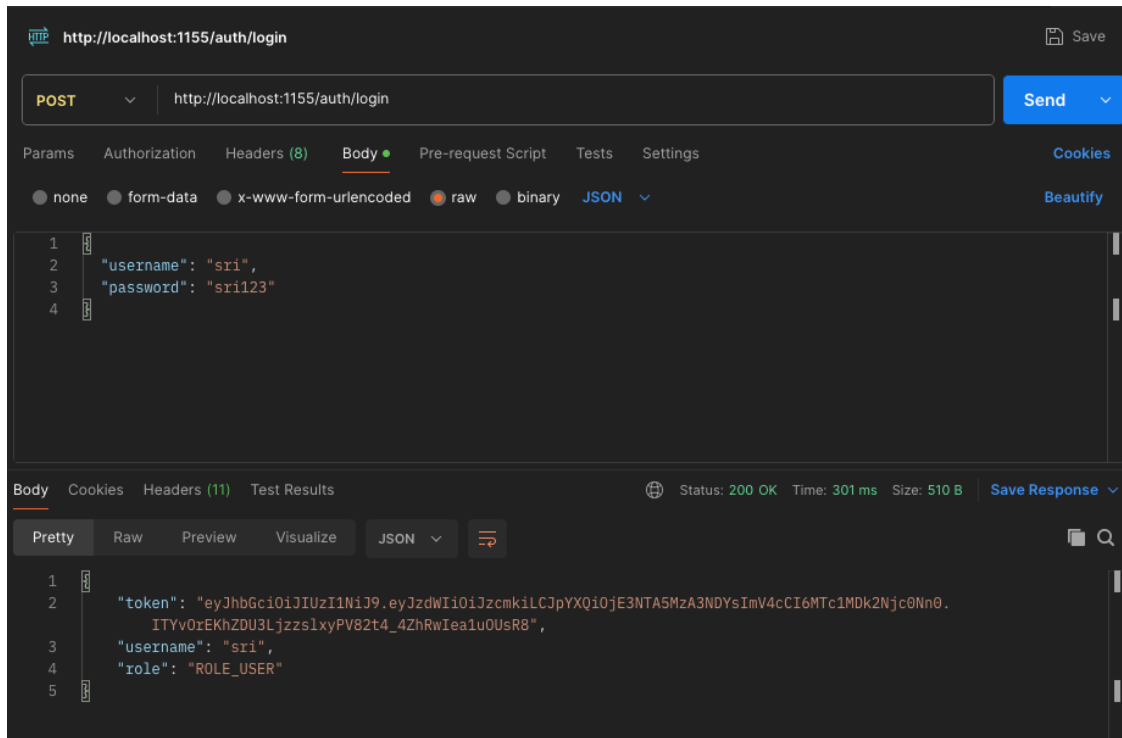 HTTP http://localhost:1155/auth/login Save
POST http://localhost:1155/auth/login Send
Params Authorization Headers (8) Body Pre-request Script Tests Settings Cookies
none form-data x-www-form-urlencoded raw binary JSON Beautify
1 {
2 "username": "sri",
3 "password": "sri123"
4 }
Body Cookies Headers (11) Test Results Status: 200 OK Time: 301 ms Size: 510 B Save Response
Pretty Raw Preview Visualize JSON
1 {
2 "token": "eyJhbGciOiJIUzI1NiJ9.eyJzdWIiOiJzcmkiLCJpYXQiOjE3NTA5MzA3NDYsImV4cCI6MTc1MDk2Njc0Nn0.
ITYvOrEKhZDU3LjzzslxyPV82t4_4ZhRwIea1uOUsR8",
3 "username": "sri",
4 "role": "ROLE_USER"
5 }